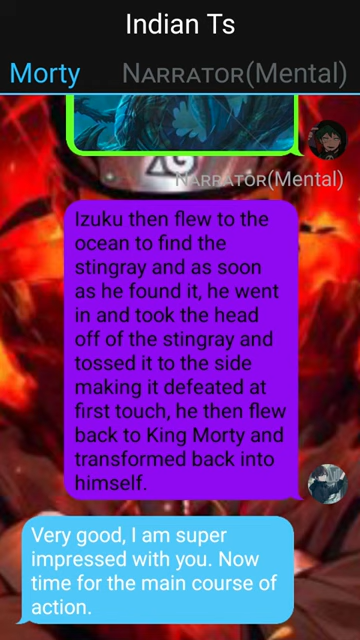 Indian Ts
Morty NARRATOR(Mental)
NARRATOR(Mental)
Izuku then flew to the
ocean to find the
stingray and as soon
as he found it, he went
in and took the head
off of the stingray and
tossed it to the side
making it defeated at
first touch, he then flew
back to King Morty and
transformed back into
himself.
Very good, I am super
impressed with you. Now
time for the main course of
action.